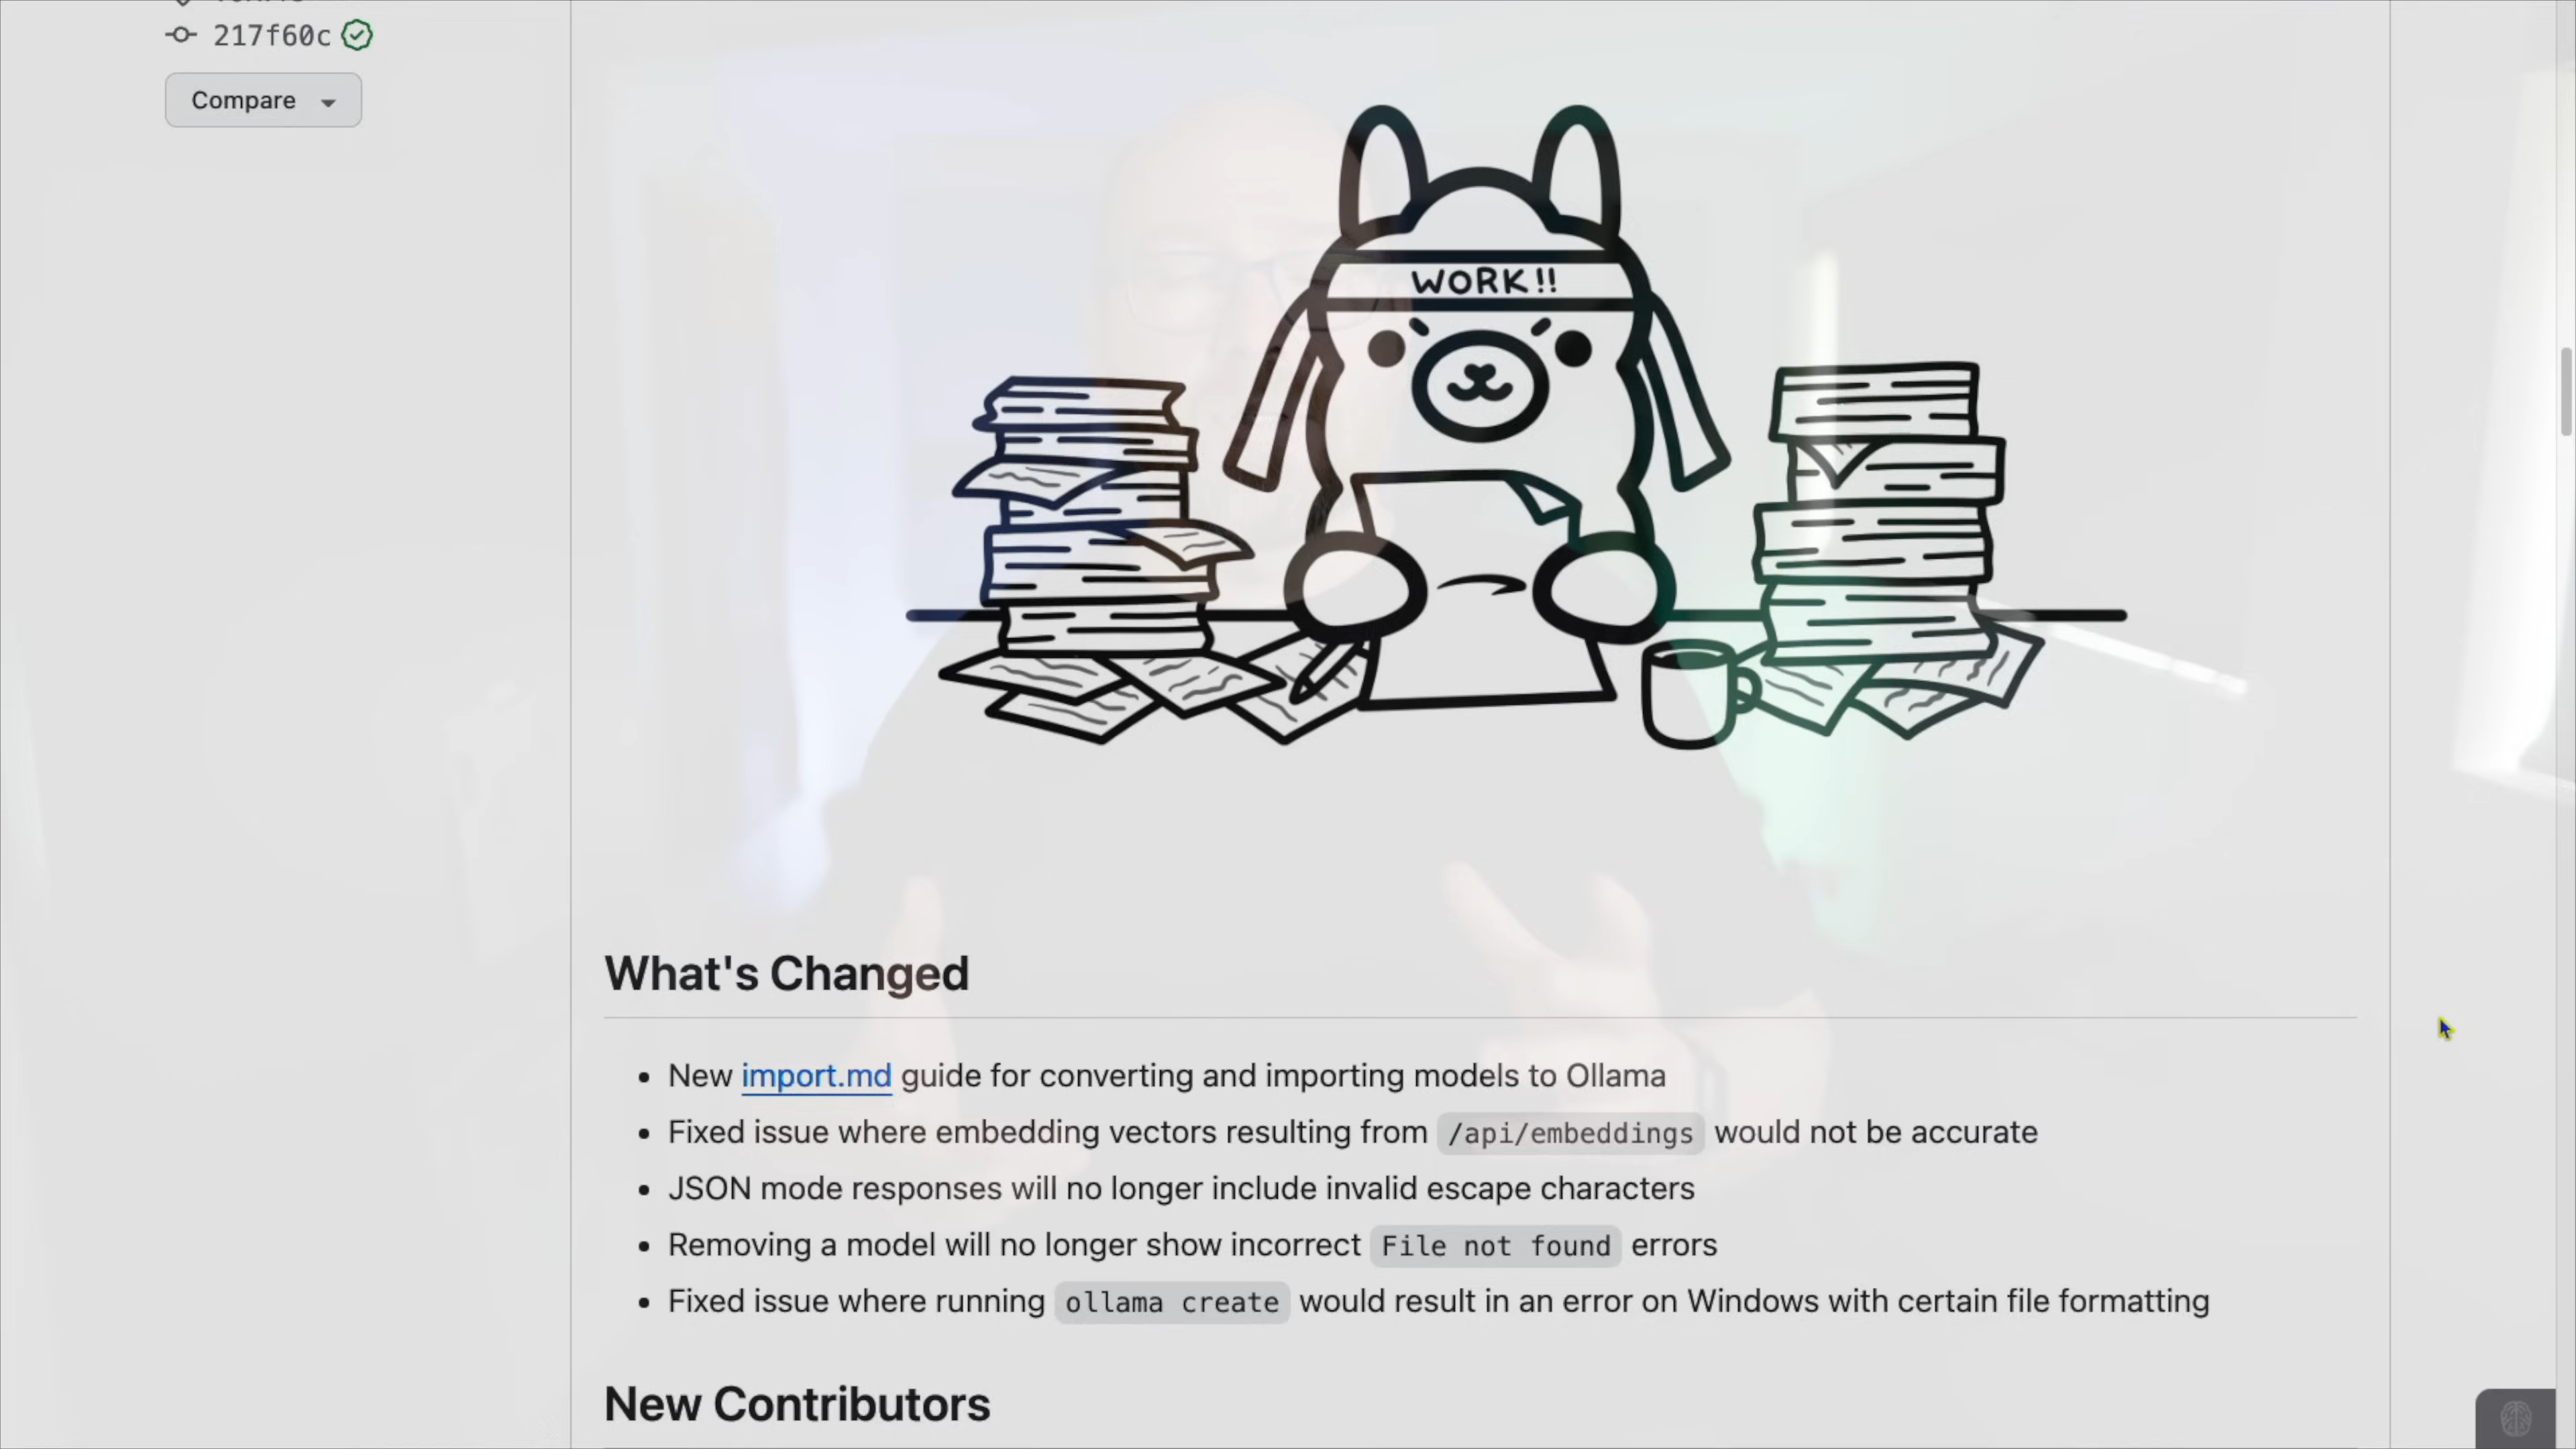 217f60c
Compare
WORK!!
What's Changed
New import.md guide for converting and importing models to Ollama
Fixed issue where embedding vectors resulting from /api/embeddings would not be accurate
JSON mode responses will no longer include invalid escape characters
Removing a model will no longer show incorrect File not found errors
Fixed issue where running ollama create would result in an error on Windows with certain file formatting
New Contributors